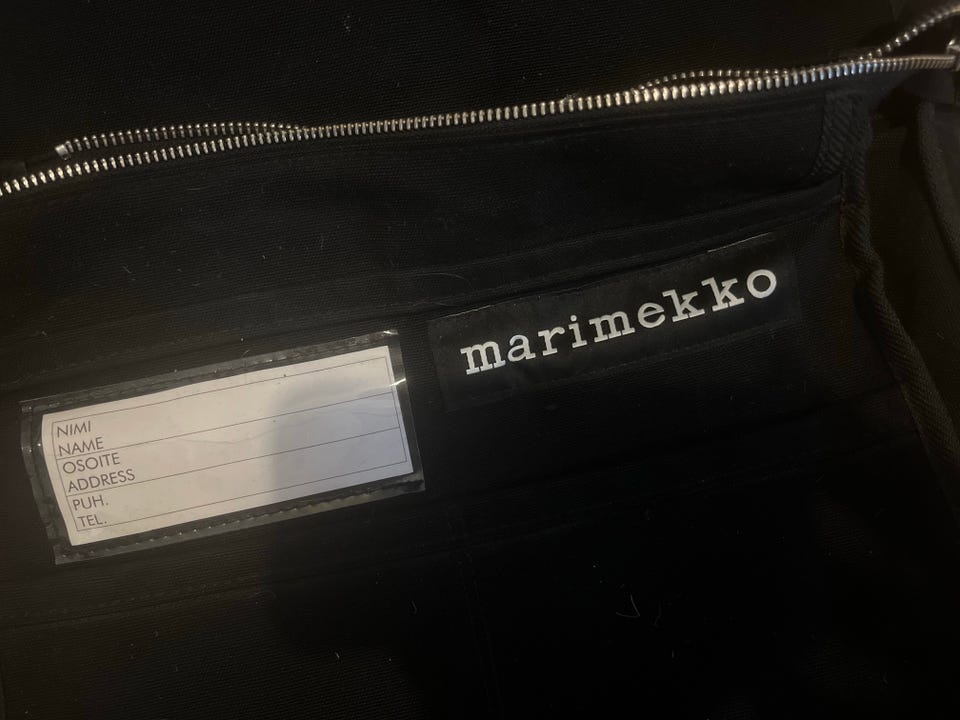 marimekko
NIMI
NAME
OSOITE
ADDRESS
PUH.
TEL.